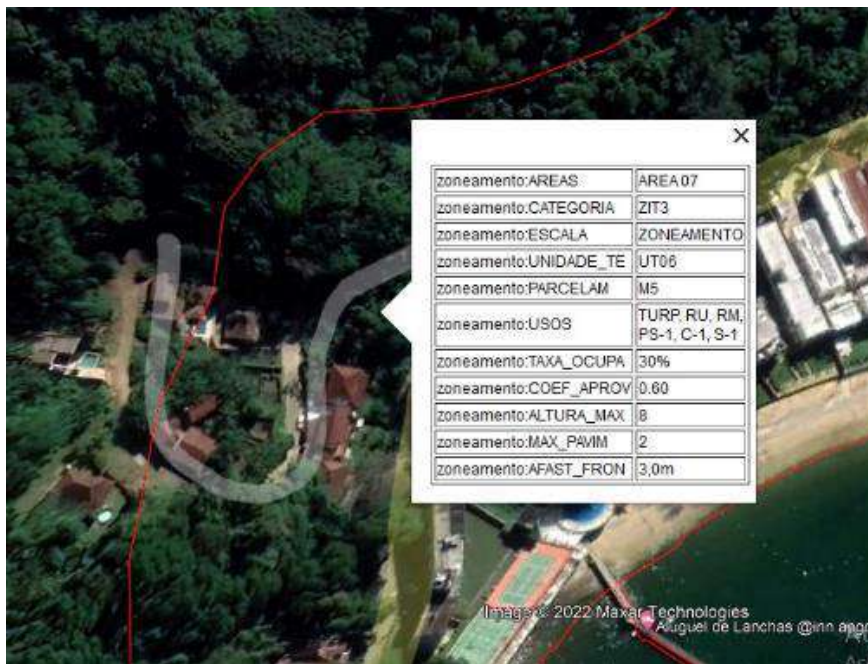 ×
zoneamento:AREAS AREA 07
zoneamento:CATEGORIA ZIT3
zoneamento:ESCALA ZONEAMENTO
zoneamento:UNIDADE_TE UT06
zoneamento:PARCELAM M5
zoneamento:USOS TURP, RU, RM,
PS-1, C-1, S-1
zoneamento:TAXA_OCUPA 30%
zoneamento:COEF_APROV 0.60
zoneamento:ALTURA_MAX 8
zoneamento:MAX_PAVIM 2
zoneamento:AFAST_FRON 3,0m
Image © 2022 Maxar Technologies
Aluguel de Lanchas @inn angr